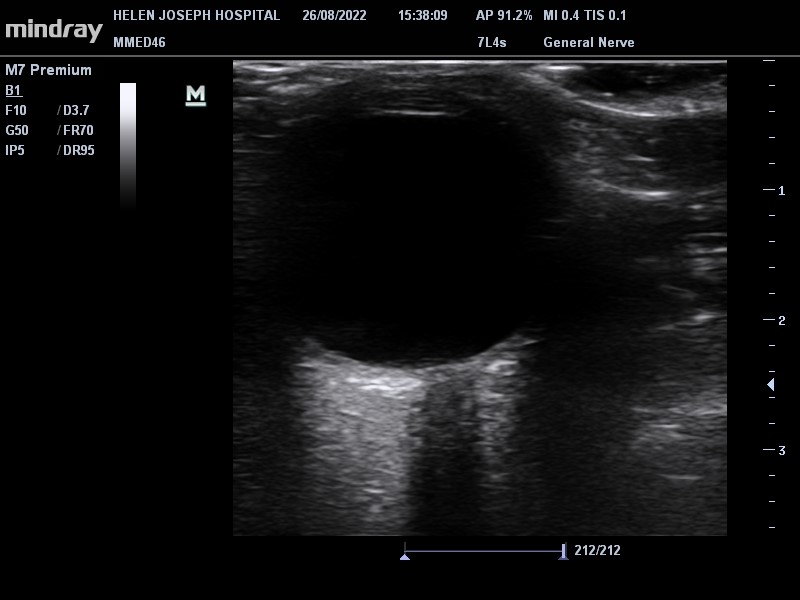 mindray
HELEN JOSEPH HOSPITAL 26/08/2022 15:38:09 AP 91.2% MI 0.4 TIS 0.1
MMED46 7L4s General Nerve
M7 Premium
B1
F10 / D3.7
G50 / FR70
IP5 / DR95
M
1
2
3
212/212